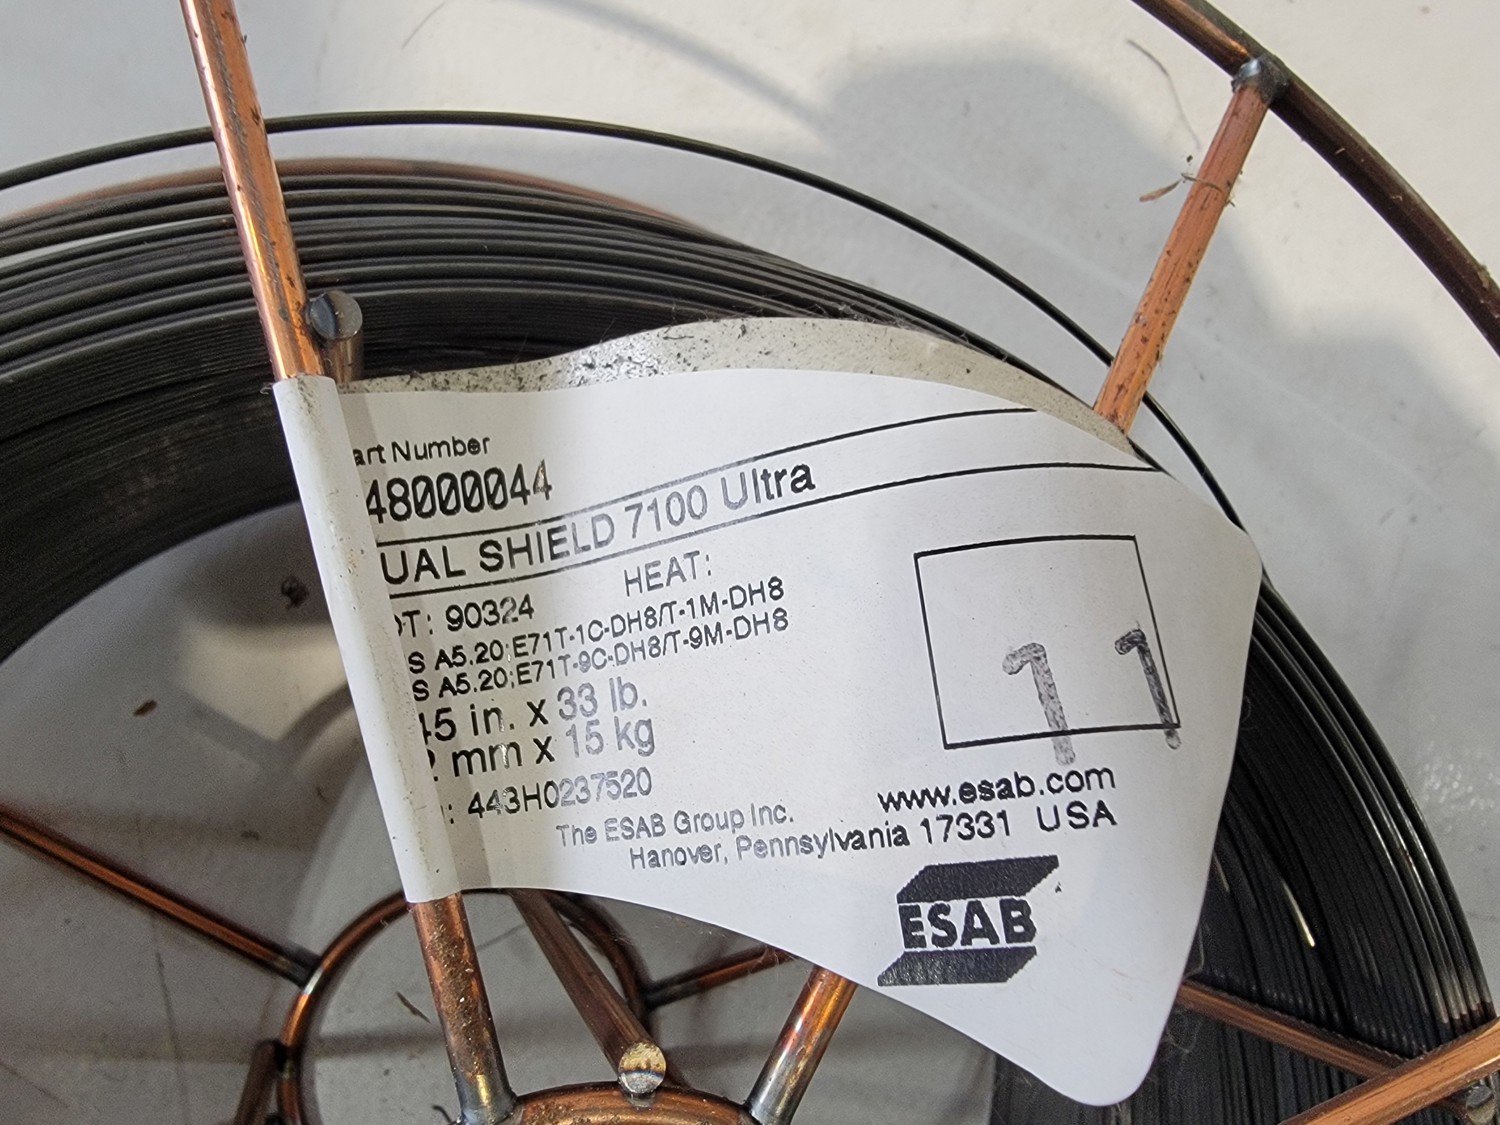 art Number
48000044
UAL SHIELD 7100 Ultra
OT: 90324 HEAT:
S A5.20:E71T-1C-DH8/T-1M-DH8
S A5.20:E71T-9C-DH8/T-9M-DH8
45 in. x 33 lb.
2 mm x 15 kg
: 443H0237520
The ESAB Group Inc.
Hanover, Pennsylvania 17331 USA
www.esab.com
11
ESAB